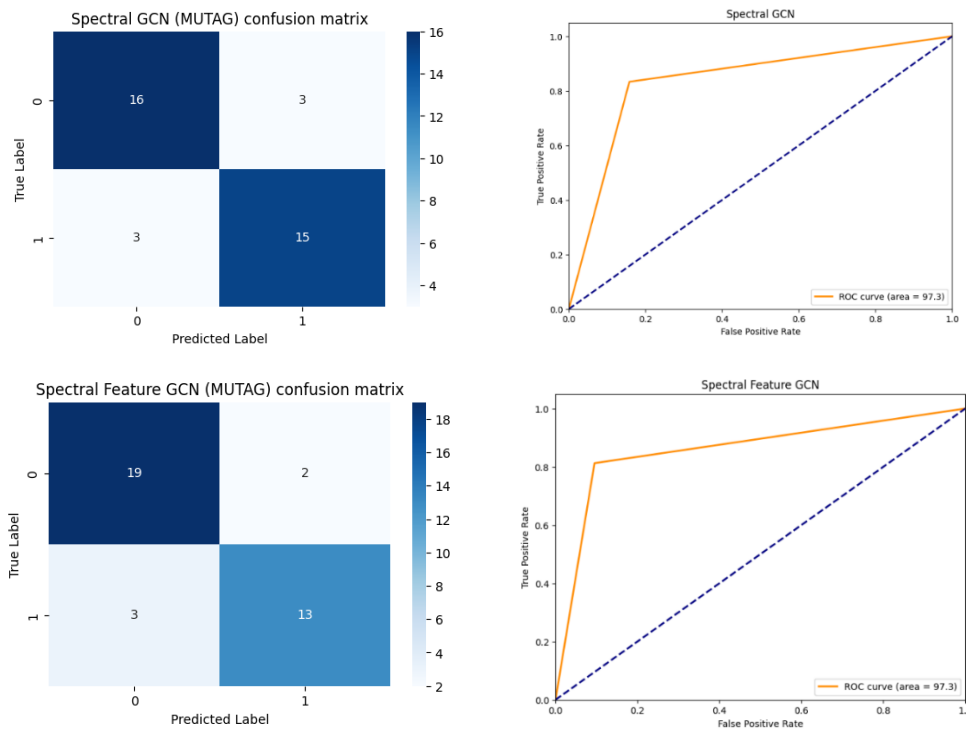 Spectral GCN (MUTAG) confusion matrix
16
3
3
15
0
1
True Label
0
1
Predicted Label
16
14
12
10
8
6
4
Spectral GCN
1.0
0.8
0.6
0.4
0.2
0.0
True Positive Rate
0.0 0.2 0.4 0.6 0.8 1.0
False Positive Rate
ROC curve (area = 97.3)
Spectral Feature GCN (MUTAG) confusion matrix
19
2
3
13
0
1
True Label
0
1
Predicted Label
18
16
14
12
10
8
6
4
2
Spectral Feature GCN
1.0
0.8
0.6
0.4
0.2
0.0
True Positive Rate
0.0 0.2 0.4 0.6 0.8 1.0
False Positive Rate
ROC curve (area = 97.3)